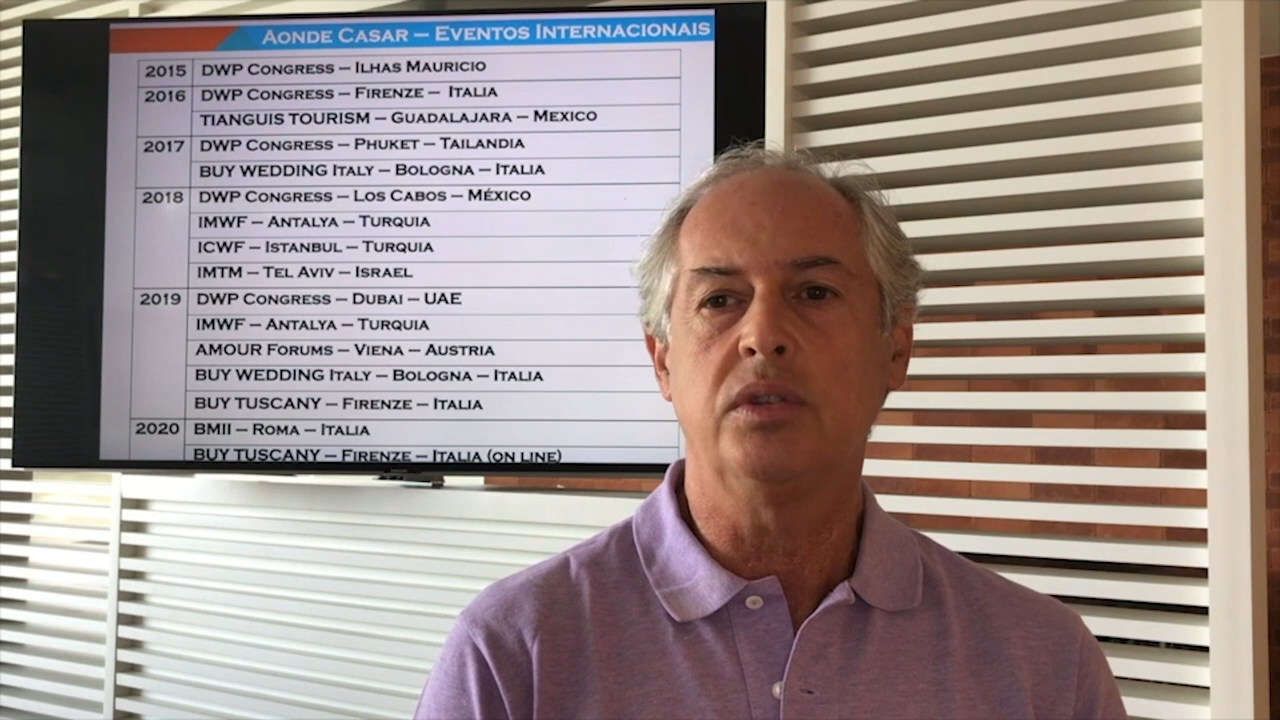 AONDE CASAR – EVENTOS INTERNACIONAIS
2015 DWP CONGRESS – ILHAS MAURICIO
2016 DWP CONGRESS – FIRENZE – ITALIA
TIANGUIS TOURISM – GUADALAJARA – MEXICO
2017 DWP CONGRESS – PHUKET – TAILANDIA
BUY WEDDING ITALY – BOLOGNA – ITALIA
2018 DWP CONGRESS – LOS CABOS – MÉXICO
IMWF – ANTALYA – TURQUIA
ICWF – ISTANBUL – TURQUIA
IMTM – TEL AVIV – ISRAEL
2019 DWP CONGRESS – DUBAI – UAE
IMWF – ANTALYA – TURQUIA
AMOUR FORUMS – VIENA – AUSTRIA
BUY WEDDING ITALY – BOLOGNA – ITALIA
BUY TUSCANY – FIRENZE – ITALIA
2020 BMII – ROMA – ITALIA
BUY TUSCANY – FIRENZE – ITALIA (ON LINE)